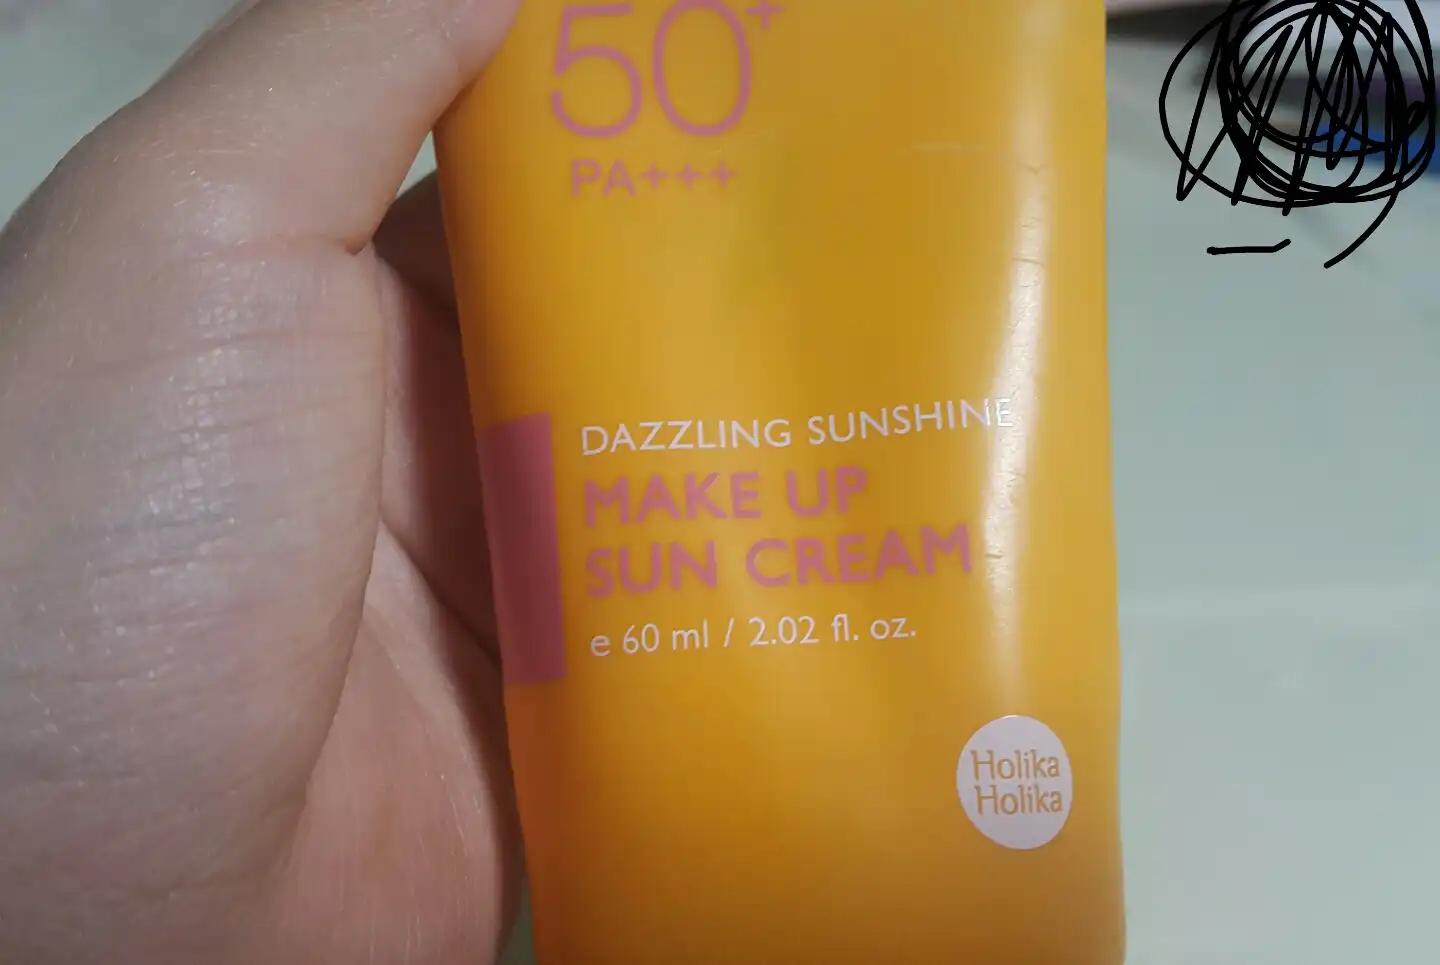 50+
PA+++
DAZZLING SUNSHINE
MAKE UP
SUN CREAM
e 60 ml / 2.02 fl. oz.
Holika
Holika